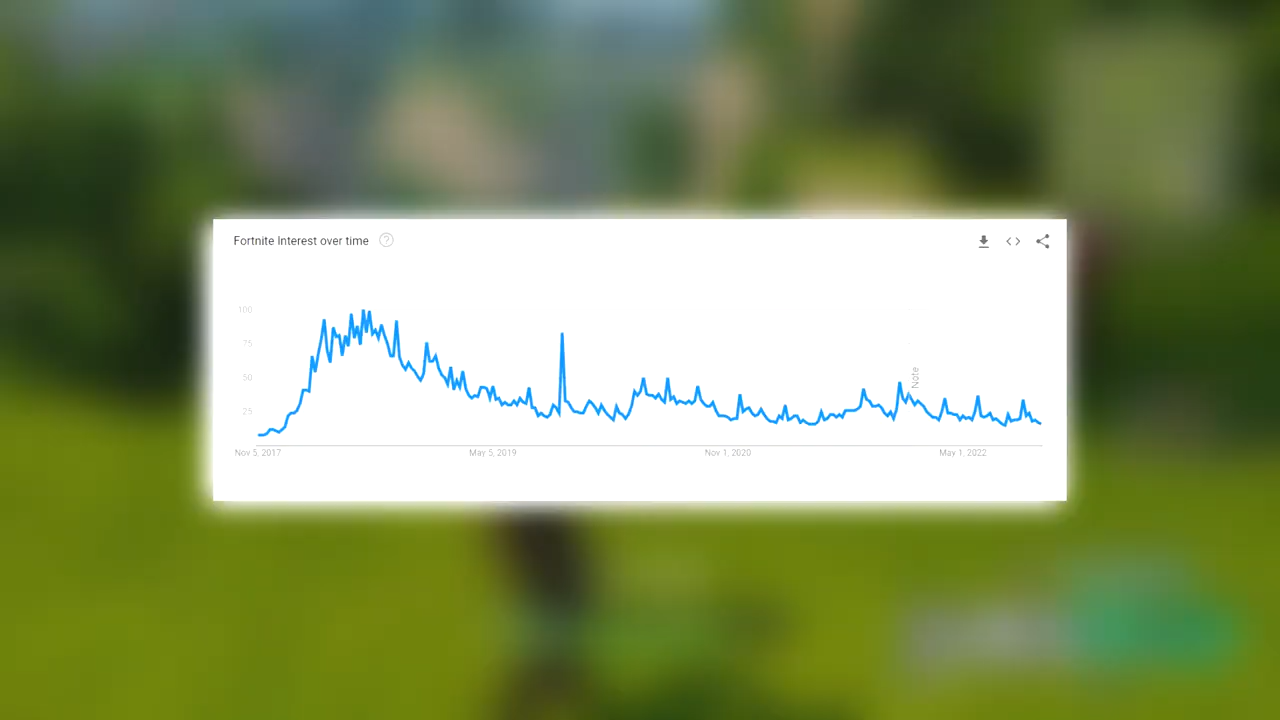 Fortnite Interest over time
100
75
50
25
Note
Nov 5, 2017 May 5, 2019 Nov 1, 2020 May 1, 2022